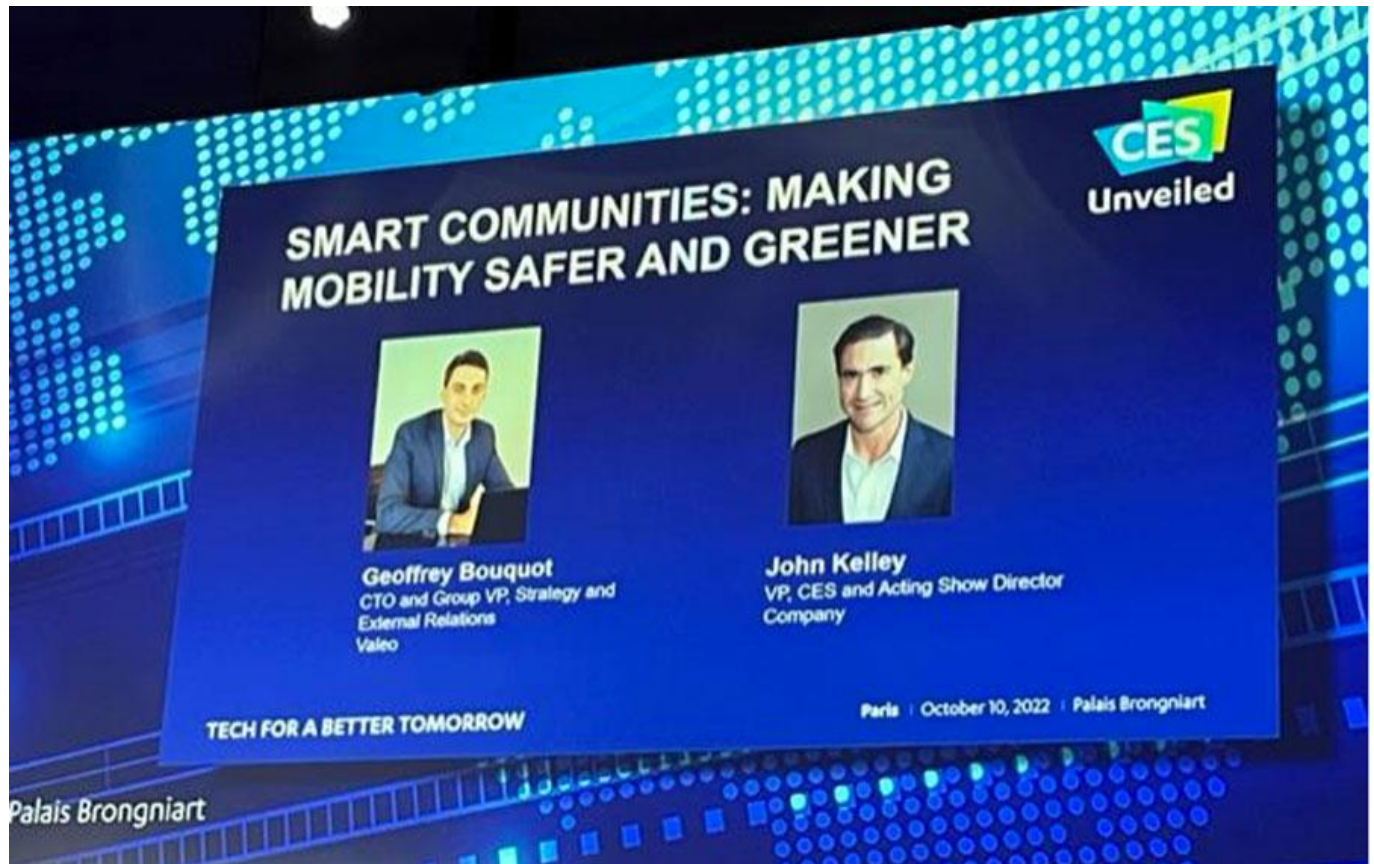 CES
Unveiled
SMART COMMUNITIES: MAKING
MOBILITY SAFER AND GREENER
Geoffrey Bouquot
CTO and Group VP, Strategy and
External Relations
Valeo
John Kelley
VP, CES and Acting Show Director
Company
TECH FOR A BETTER TOMORROW
Paris | October 10, 2022 | Palais Brongniart
Palais Brongniart